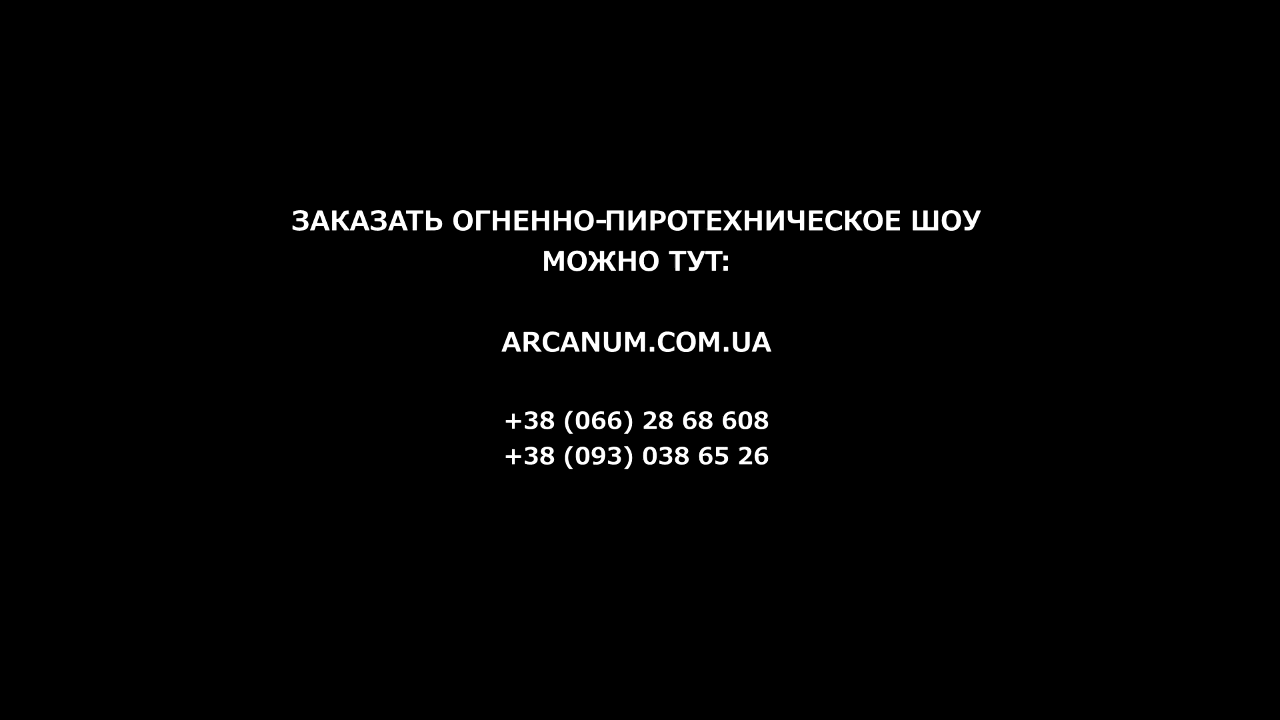 ЗАКАЗАТЬ ОГНЕННО-ПИРОТЕХНИЧЕСКОЕ ШОУ
МОЖНО ТУТ:
ARCANUM.COM.UA
+38 (066) 28 68 608
+38 (093) 038 65 26